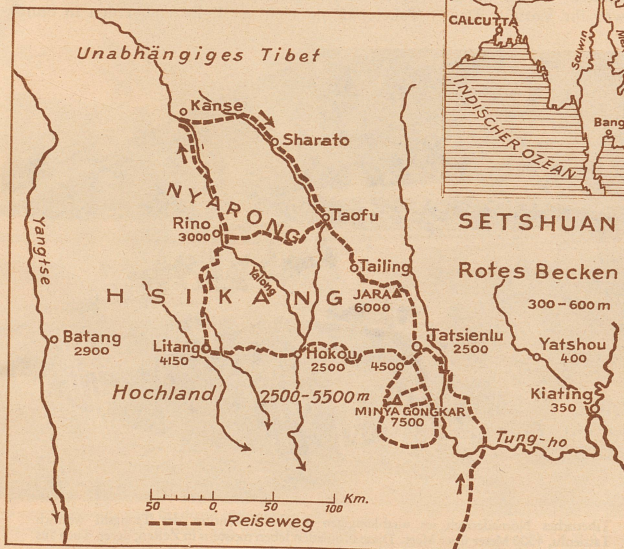 CALCUTTA
Salwin
Bang
INDISCHER OZEAN
Unabhängiges Tibet
Kanse
Sharato
NYARONG
Taofu
SETSHUAN
Rino
3000
Yangtse
Yalong
Tailing
Rotes Becken
HSIKANG
JARA
6000
300-600 m
Batang
2900
Litang
4150
Hokou
2500
4500
Tatsienlu
2500
Yatshou
400
Hochland
2500-5500 m
MINYA GONGKAR
7500
Kiating
350
Tung-ho
50 0. 50 100 Km.
Reiseweg